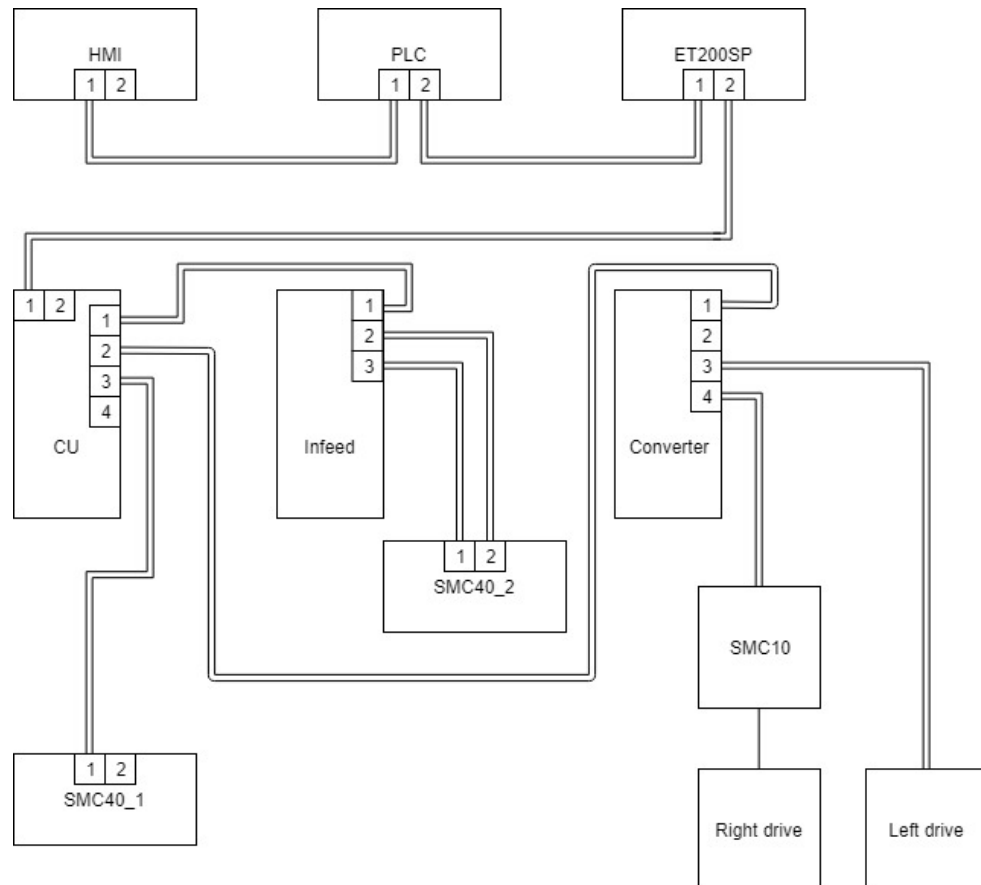 HMI
1 2
PLC
1 2
ET200SP
1 2
1 2
1
2
3
4
CU
1
2
3
Infeed
1
2
3
4
Converter
1 2
SMC40_2
SMC10
1 2
SMC40_1
Right drive
Left drive